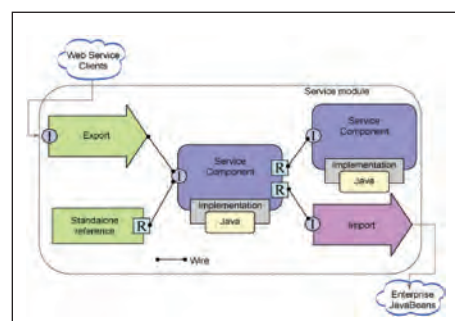 Web Service
Clients
Service module
I
Export
Service
Component
I
R
R
Implementation
Java
I
Service
Component
Implementation
Java
Standalone
reference
R
I
Import
Wire
Enterprise
JavaBeans